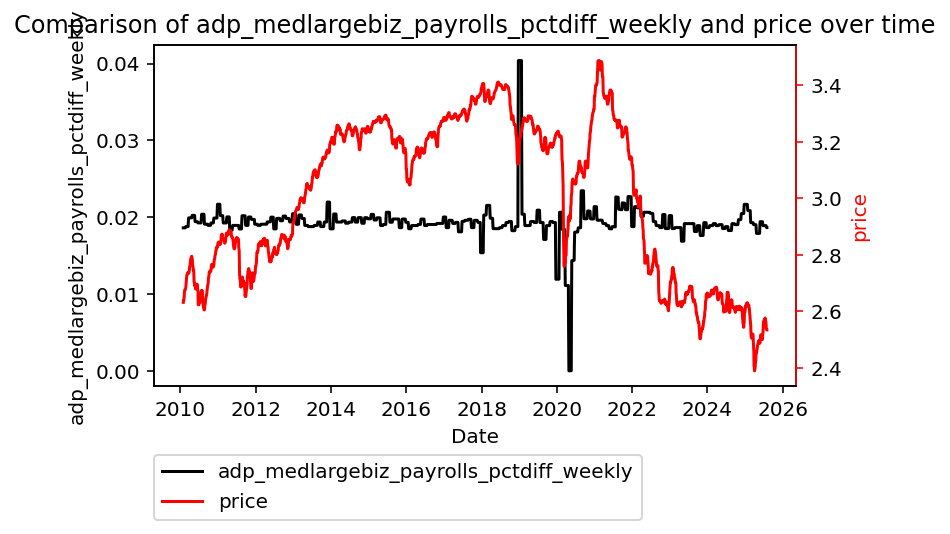 Comparison of adp_medlargebiz_payrolls_pctdiff_weekly and price over time
adp_medlargebiz_payrolls_pctdiff_weekly
0.04
0.03
0.02
0.01
0.00
3.4
3.2
3.0
2.8
2.6
2.4
price
2010 2012 2014 2016 2018 2020 2022 2024 2026
Date
adp_medlargebiz_payrolls_pctdiff_weekly
price